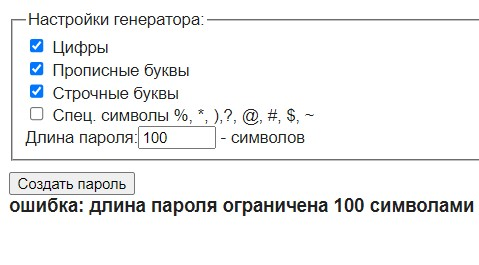 Настройки генератора:
Цифры
Прописные буквы
Строчные буквы
Спец. символы %, *, ),?, @, #, $, ~
Длина пароля: 100 - символов
Создать пароль
ошибка: длина пароля ограничена 100 символами